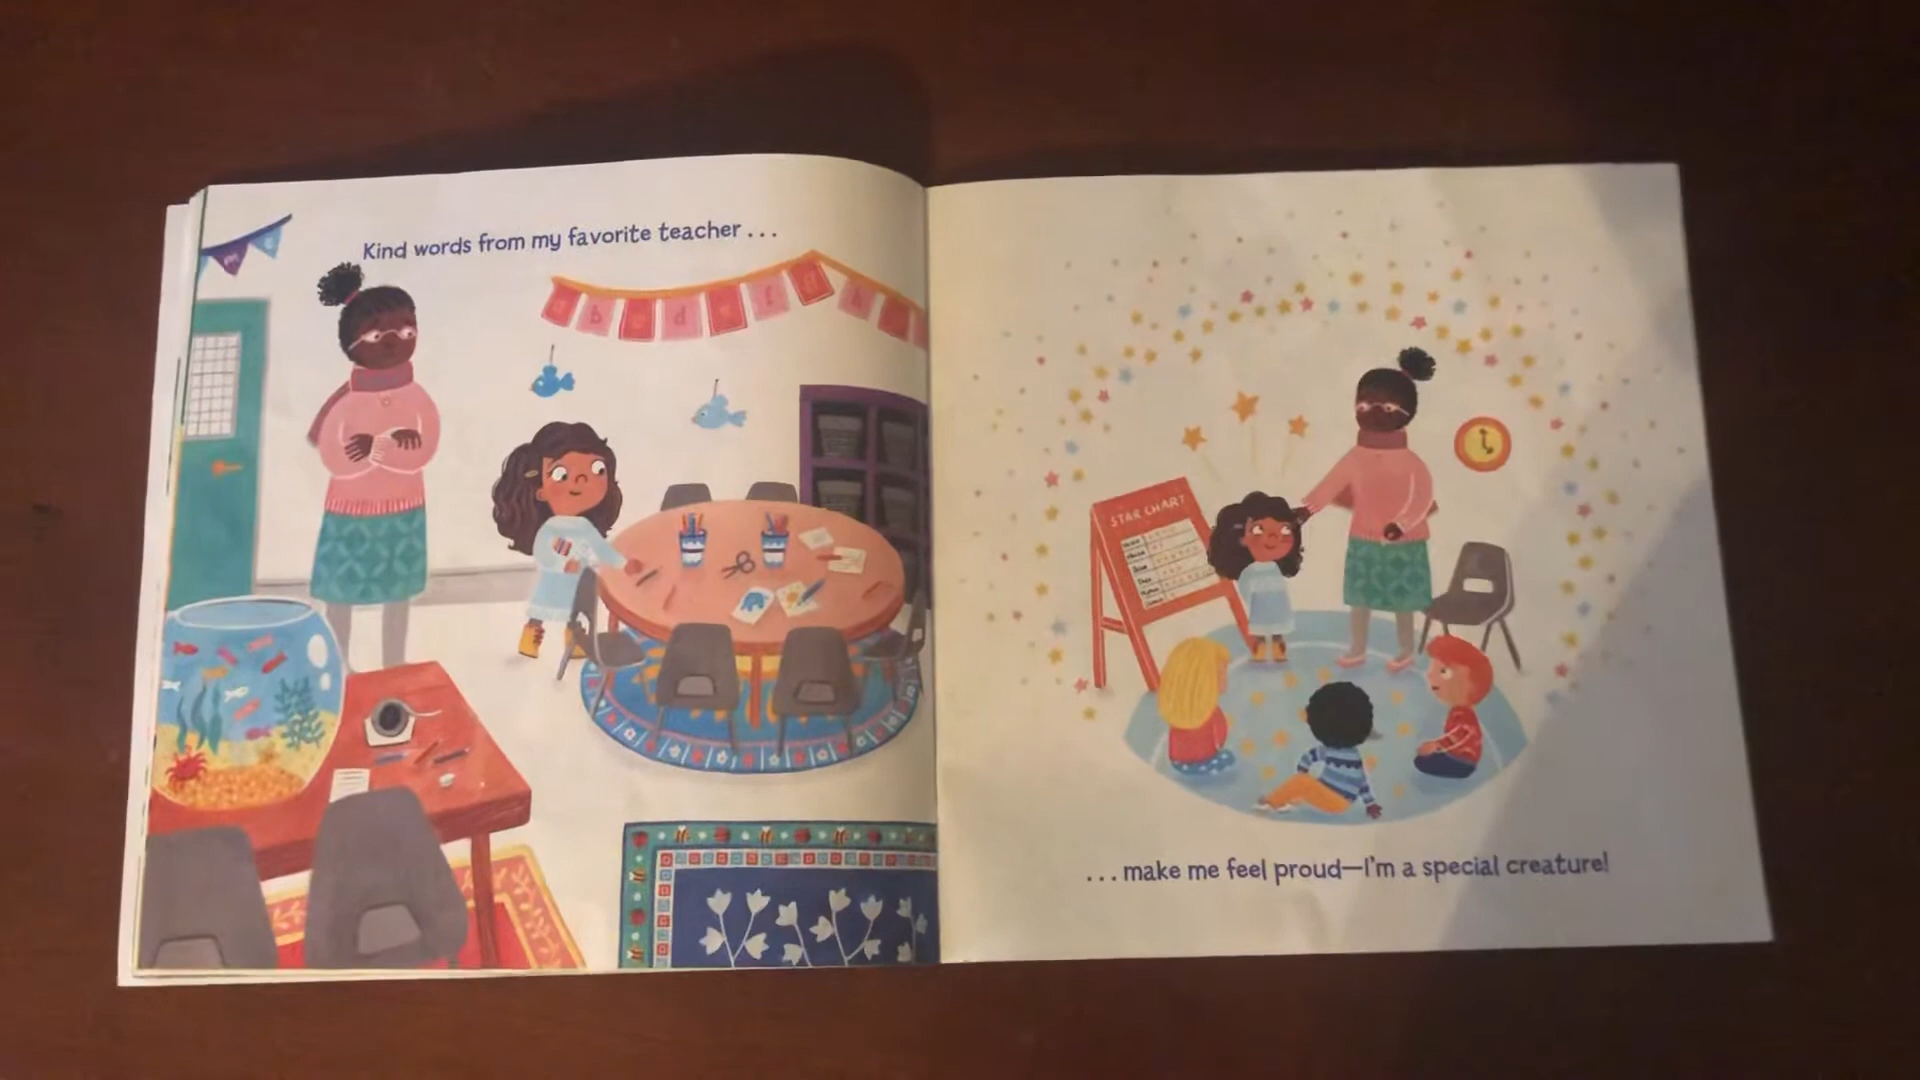 Kind words from my favorite teacher . . .
a b c d e f g h
STAR CHART
. . . make me feel proud—I'm a special creature!